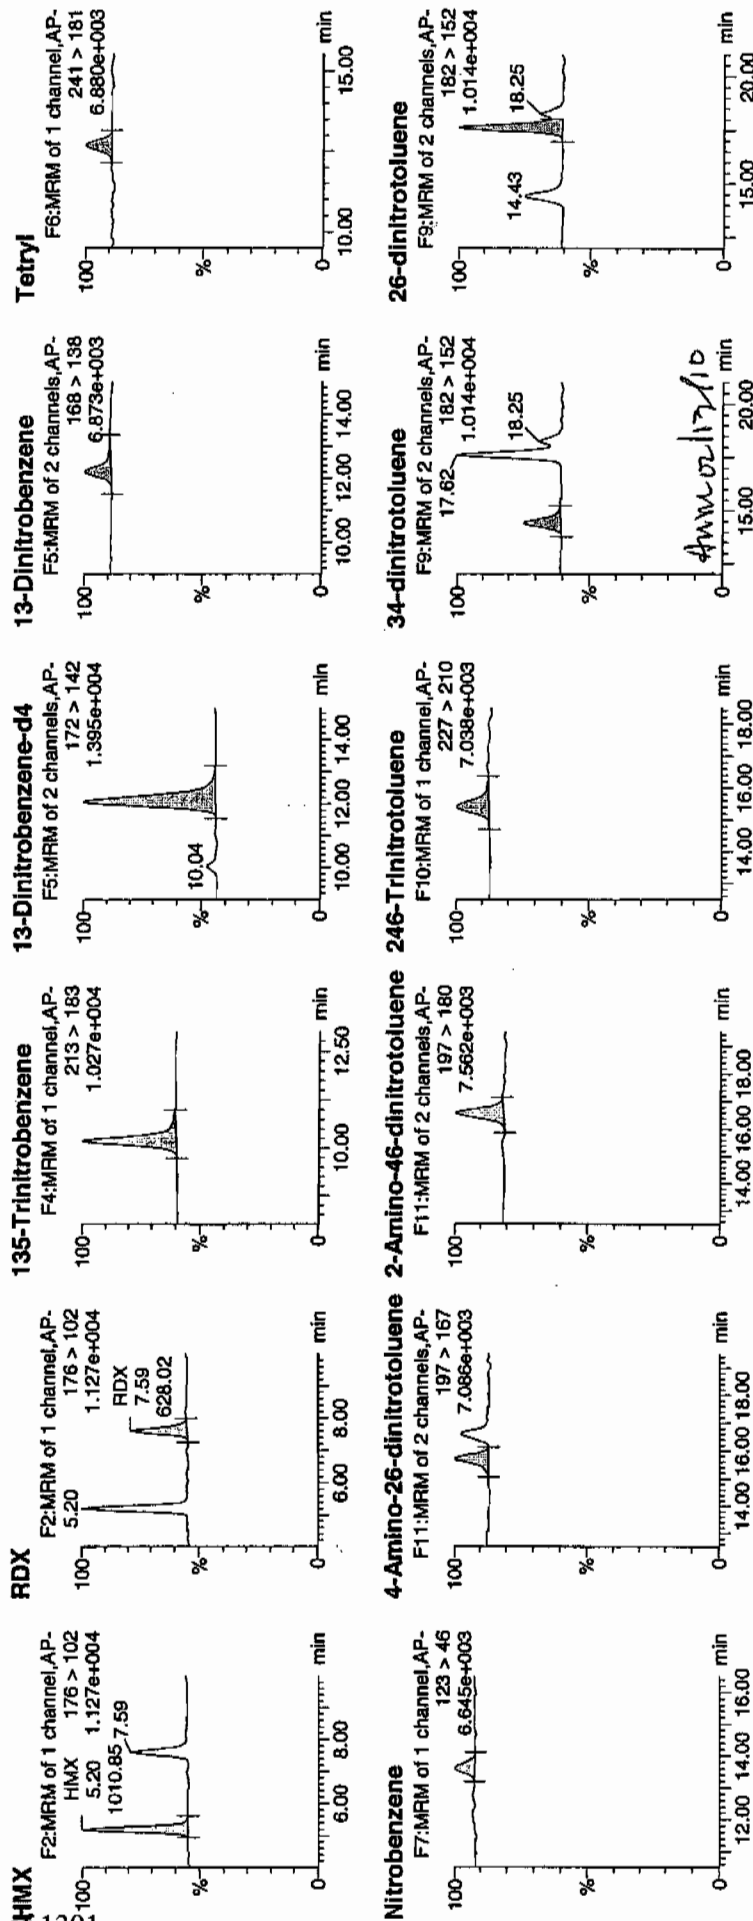 HMX
F2:MRM of 1 channel,AP-
HMX 176 > 102
5.20 1.127e+004
1010.85 7.59
100
%
0
6.00 8.00 min
RDX
F2:MRM of 1 channel,AP-
5.20 176 > 102
1.127e+004
RDX
7.59
628.02
100
%
0
6.00 8.00 min
135-Trinitrobenzene
F4:MRM of 1 channel,AP-
213 > 183
1.027e+004
100
%
0
10.00 12.50 min
13-Dinitrobenzene-d4
F5:MRM of 2 channels,AP-
172 > 142
1.395e+004
10.04
100
%
0
10.00 12.00 14.00 min
13-Dinitrobenzene
F5:MRM of 2 channels,AP-
168 > 138
6.873e+003
100
%
0
10.00 12.00 14.00 min
Tetryl
F6:MRM of 1 channel,AP-
241 > 181
6.880e+003
100
%
0
10.00 15.00 min
Nitrobenzene
F7:MRM of 1 channel,AP-
123 > 46
6.645e+003
100
%
0
12.00 14.00 16.00 min
4-Amino-26-dinitrotoluene
F11:MRM of 2 channels,AP-
197 > 167
7.086e+003
100
%
0
14.00 16.00 18.00 min
2-Amino-46-dinitrotoluene
F11:MRM of 2 channels,AP-
197 > 180
7.562e+003
100
%
0
14.00 16.00 18.00 min
246-Trinitrotoluene
F10:MRM of 1 channel,AP-
227 > 210
7.038e+003
100
%
0
14.00 16.00 18.00 min
34-dinitrotoluene
F9:MRM of 2 channels,AP-
17.62 182 > 152
1.014e+004
18.25
100
%
0
15.00 20.00 min
26-dinitrotoluene
F9:MRM of 2 channels,AP-
182 > 152
1.014e+004
14.43 18.25
100
%
0
15.00 20.00 min